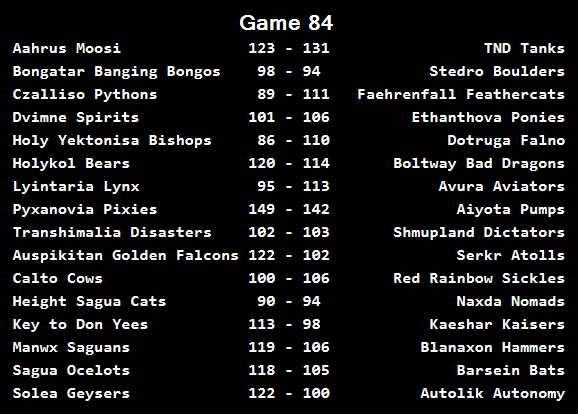 Game 84
Aahrus Moosi 123 - 131 TND Tanks
Bongatar Banging Bongos 98 - 94 Stedro Boulders
Czalliso Pythons 89 - 111 Faehrenfall Feathercats
Dvimne Spirits 101 - 106 Ethanthova Ponies
Holy Yektonisa Bishops 86 - 110 Dotruga Falno
Holykol Bears 120 - 114 Boltway Bad Dragons
Lyintaria Lynx 95 - 113 Avura Aviators
Pyxanovia Pixies 149 - 142 Aiyota Pumps
Transhimalia Disasters 102 - 103 Shmupland Dictators
Auspikitan Golden Falcons 122 - 102 Serkr Atolls
Calto Cows 100 - 106 Red Rainbow Sickles
Height Sagua Cats 90 - 94 Naxda Nomads
Key to Don Yees 113 - 98 Kaeshar Kaisers
Manwx Saguans 119 - 106 Blanaxon Hammers
Sagua Ocelots 118 - 105 Barsein Bats
Solea Geysers 122 - 100 Autolik Autonomy